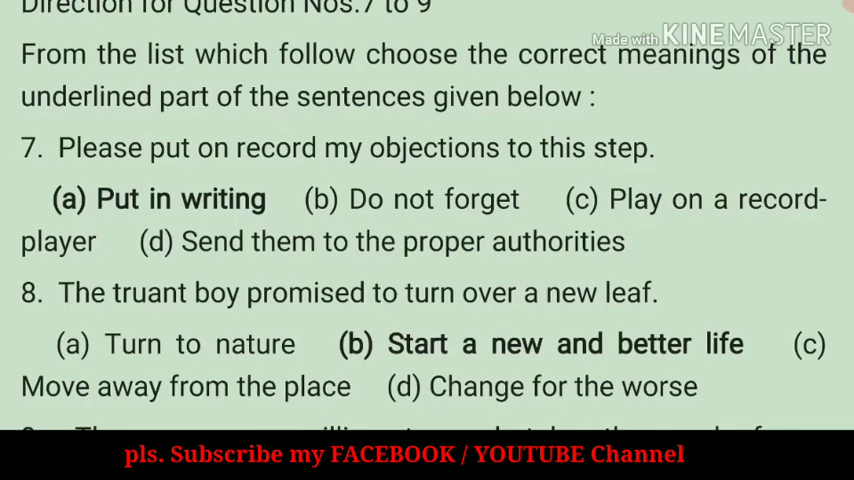 Direction for Question Nos.7 to 9
Made with KINEMASTER
From the list which follow choose the correct meanings of the
underlined part of the sentences given below :
7. Please put on record my objections to this step.
(a) Put in writing (b) Do not forget (c) Play on a record-
player (d) Send them to the proper authorities
8. The truant boy promised to turn over a new leaf.
(a) Turn to nature (b) Start a new and better life (c)
Move away from the place (d) Change for the worse
pls. Subscribe my FACEBOOK / YOUTUBE Channel